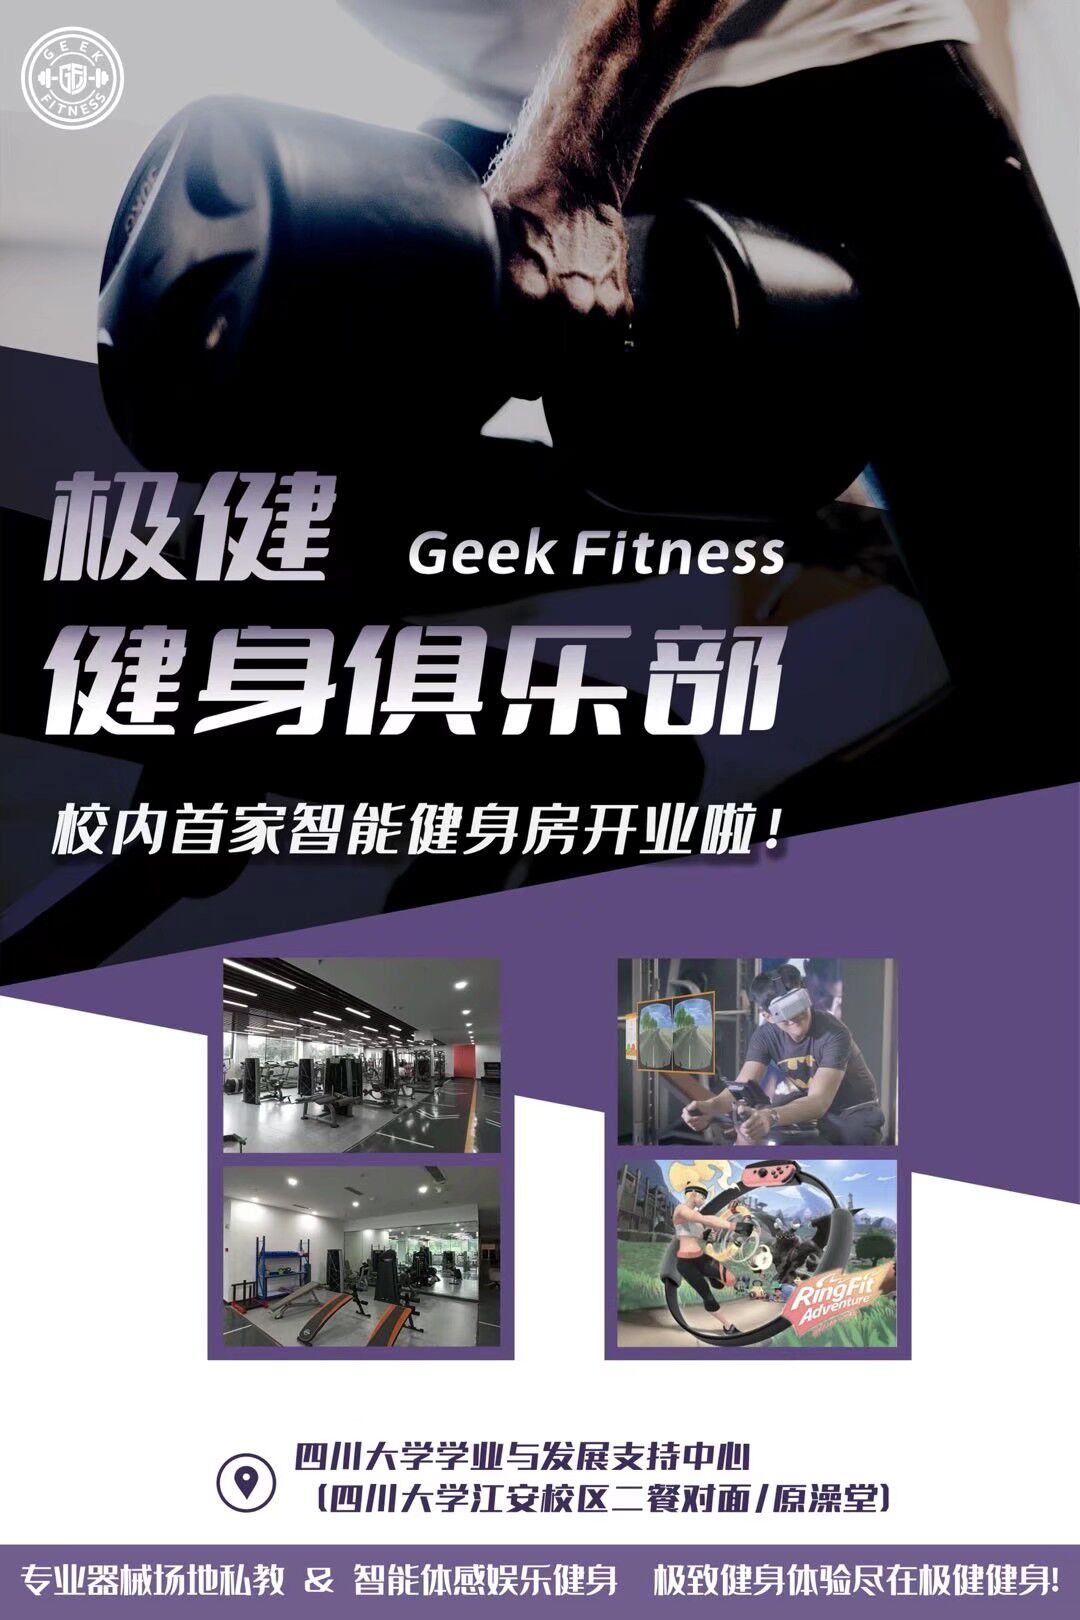 GEEK
GFJ
FITNESS
极健 Geek Fitness
健身俱乐部
校内首家智能健身房开业啦！
RingFit
Adventure
四川大学学业与发展支持中心
（四川大学江安校区二餐对面/原澡堂）
专业器械场地私教 & 智能体感娱乐健身 极致健身体验尽在极健健身！